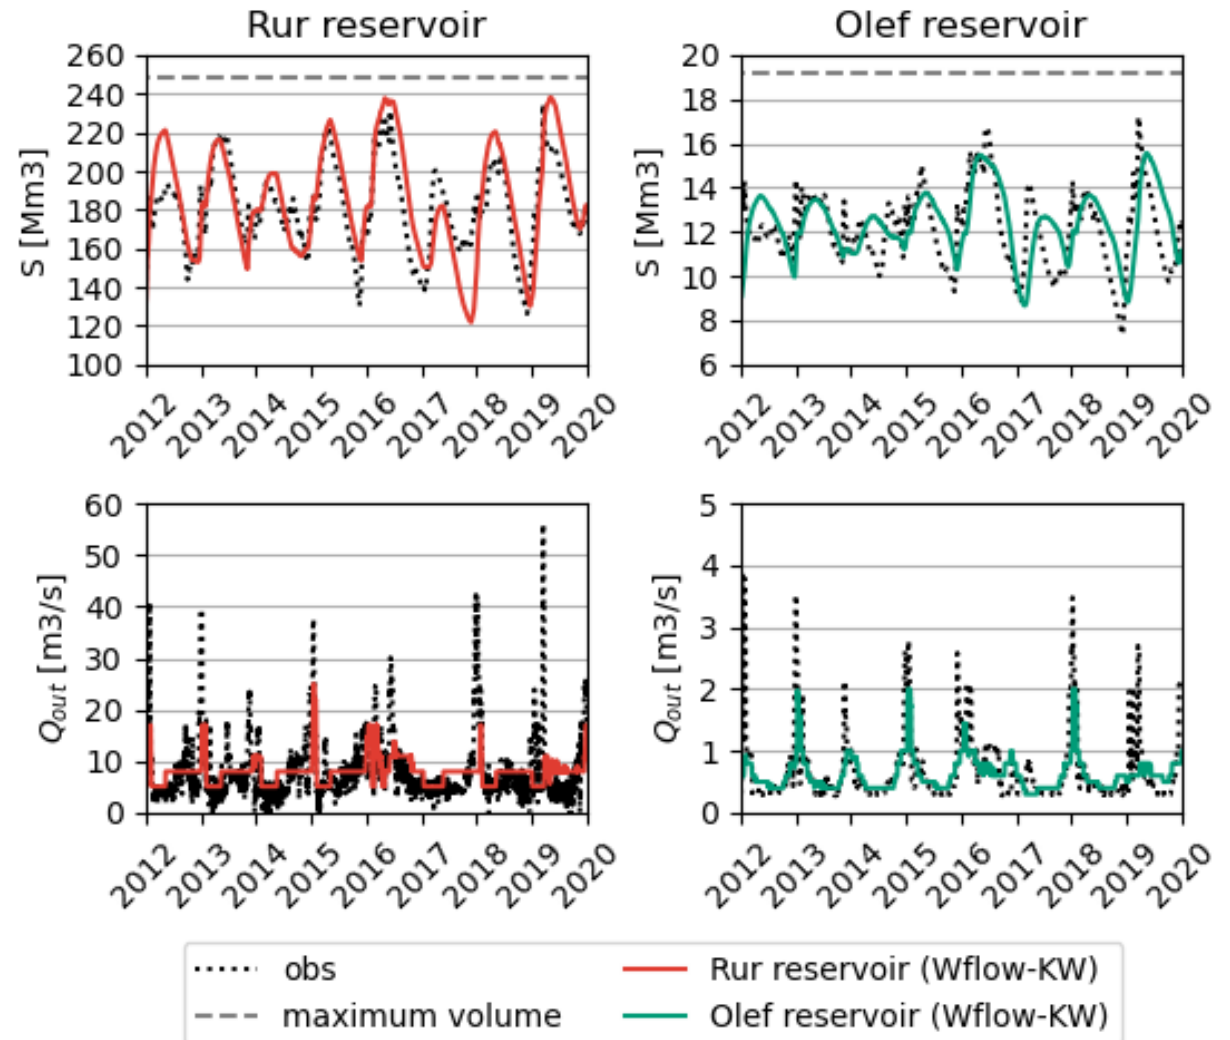 Rur reservoir
Olef reservoir
S [Mm3]
260
240
220
200
180
160
140
120
100
2012 2013 2014 2015 2016 2017 2018 2019 2020
S [Mm3]
20
18
16
14
12
10
8
6
2012 2013 2014 2015 2016 2017 2018 2019 2020
Qout [m3/s]
60
50
40
30
20
10
0
2012 2013 2014 2015 2016 2017 2018 2019 2020
Qout [m3/s]
5
4
3
2
1
0
2012 2013 2014 2015 2016 2017 2018 2019 2020
obs
maximum volume
Rur reservoir (Wflow-KW)
Olef reservoir (Wflow-KW)